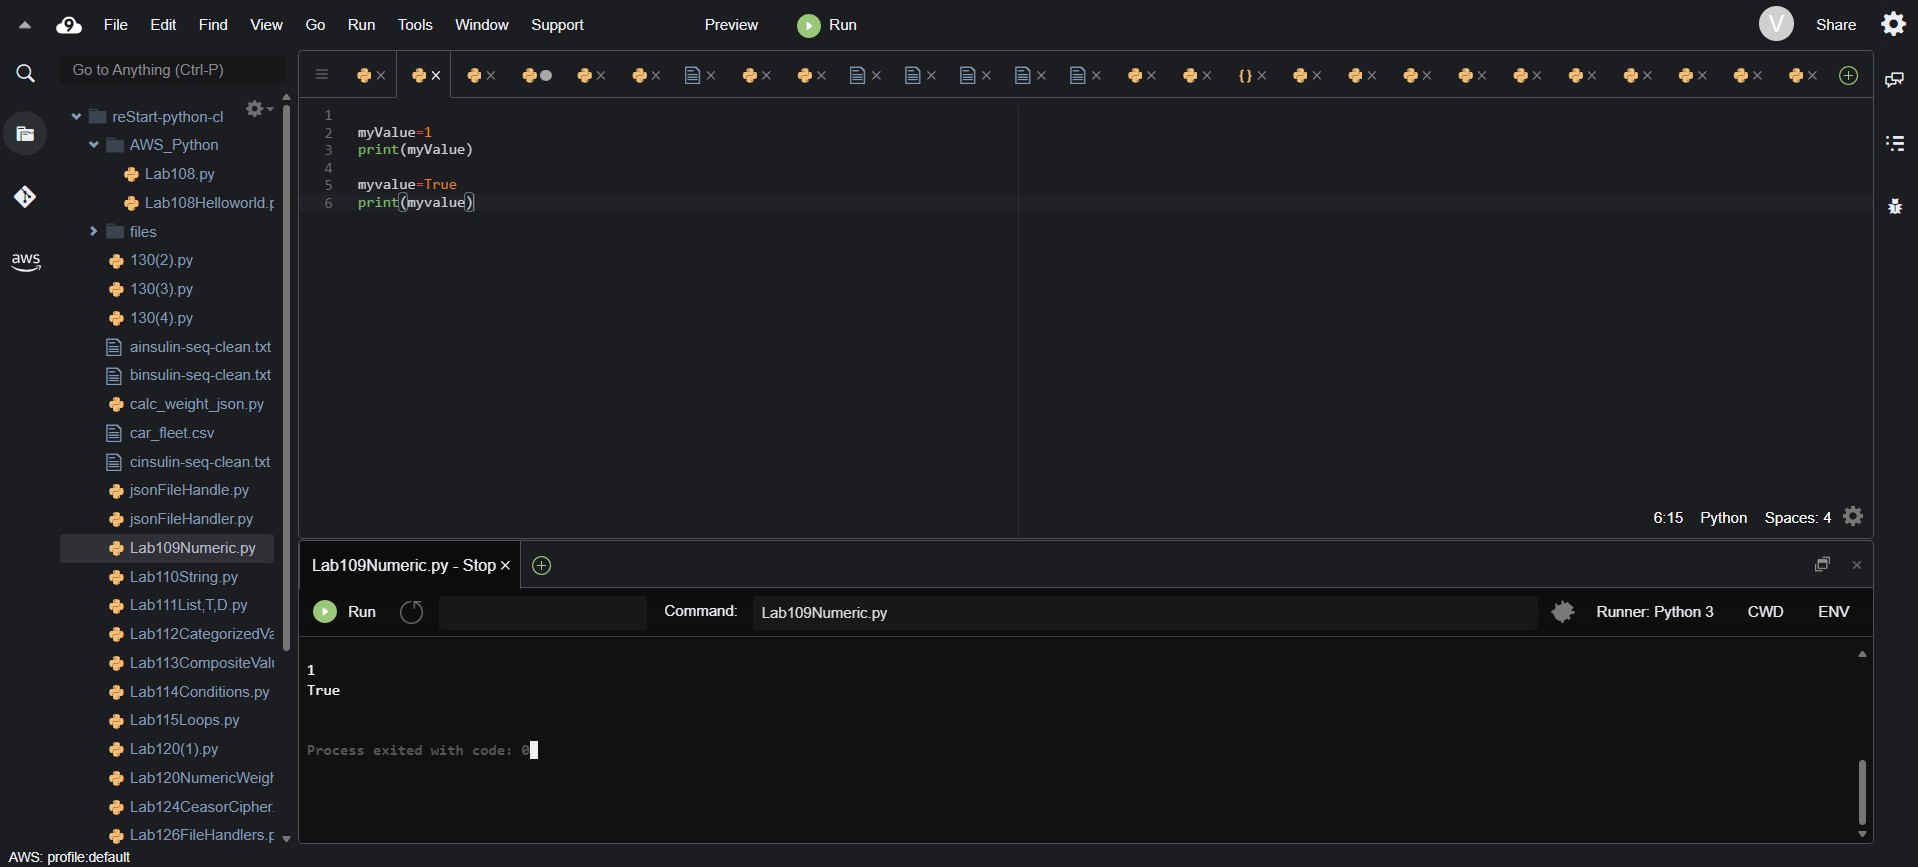 File Edit Find View Go Run Tools Window Support Preview Run V Share
Go to Anything (Ctrl-P)
reStart-python-cl
AWS_Python
Lab108.py
Lab108Helloworld.p
files
130(2).py
130(3).py
130(4).py
ainsulin-seq-clean.txt
binsulin-seq-clean.txt
calc_weight_json.py
car_fleet.csv
cinsulin-seq-clean.txt
jsonFileHandle.py
jsonFileHandler.py
Lab109Numeric.py
Lab110String.py
Lab111List,T,D.py
Lab112CategorizedVa
Lab113CompositeValu
Lab114Conditions.py
Lab115Loops.py
Lab120(1).py
Lab120NumericWeigh
Lab124CeasorCipher.
Lab126FileHandlers.p
aws
{}
1
2 myValue=1
3 print(myValue)
4
5 myvalue=True
6 print(myvalue)
6:15 Python Spaces: 4
Lab109Numeric.py - Stop
Run Command: Lab109Numeric.py Runner: Python 3 CWD ENV
1
True
Process exited with code: 0
AWS: profile:default